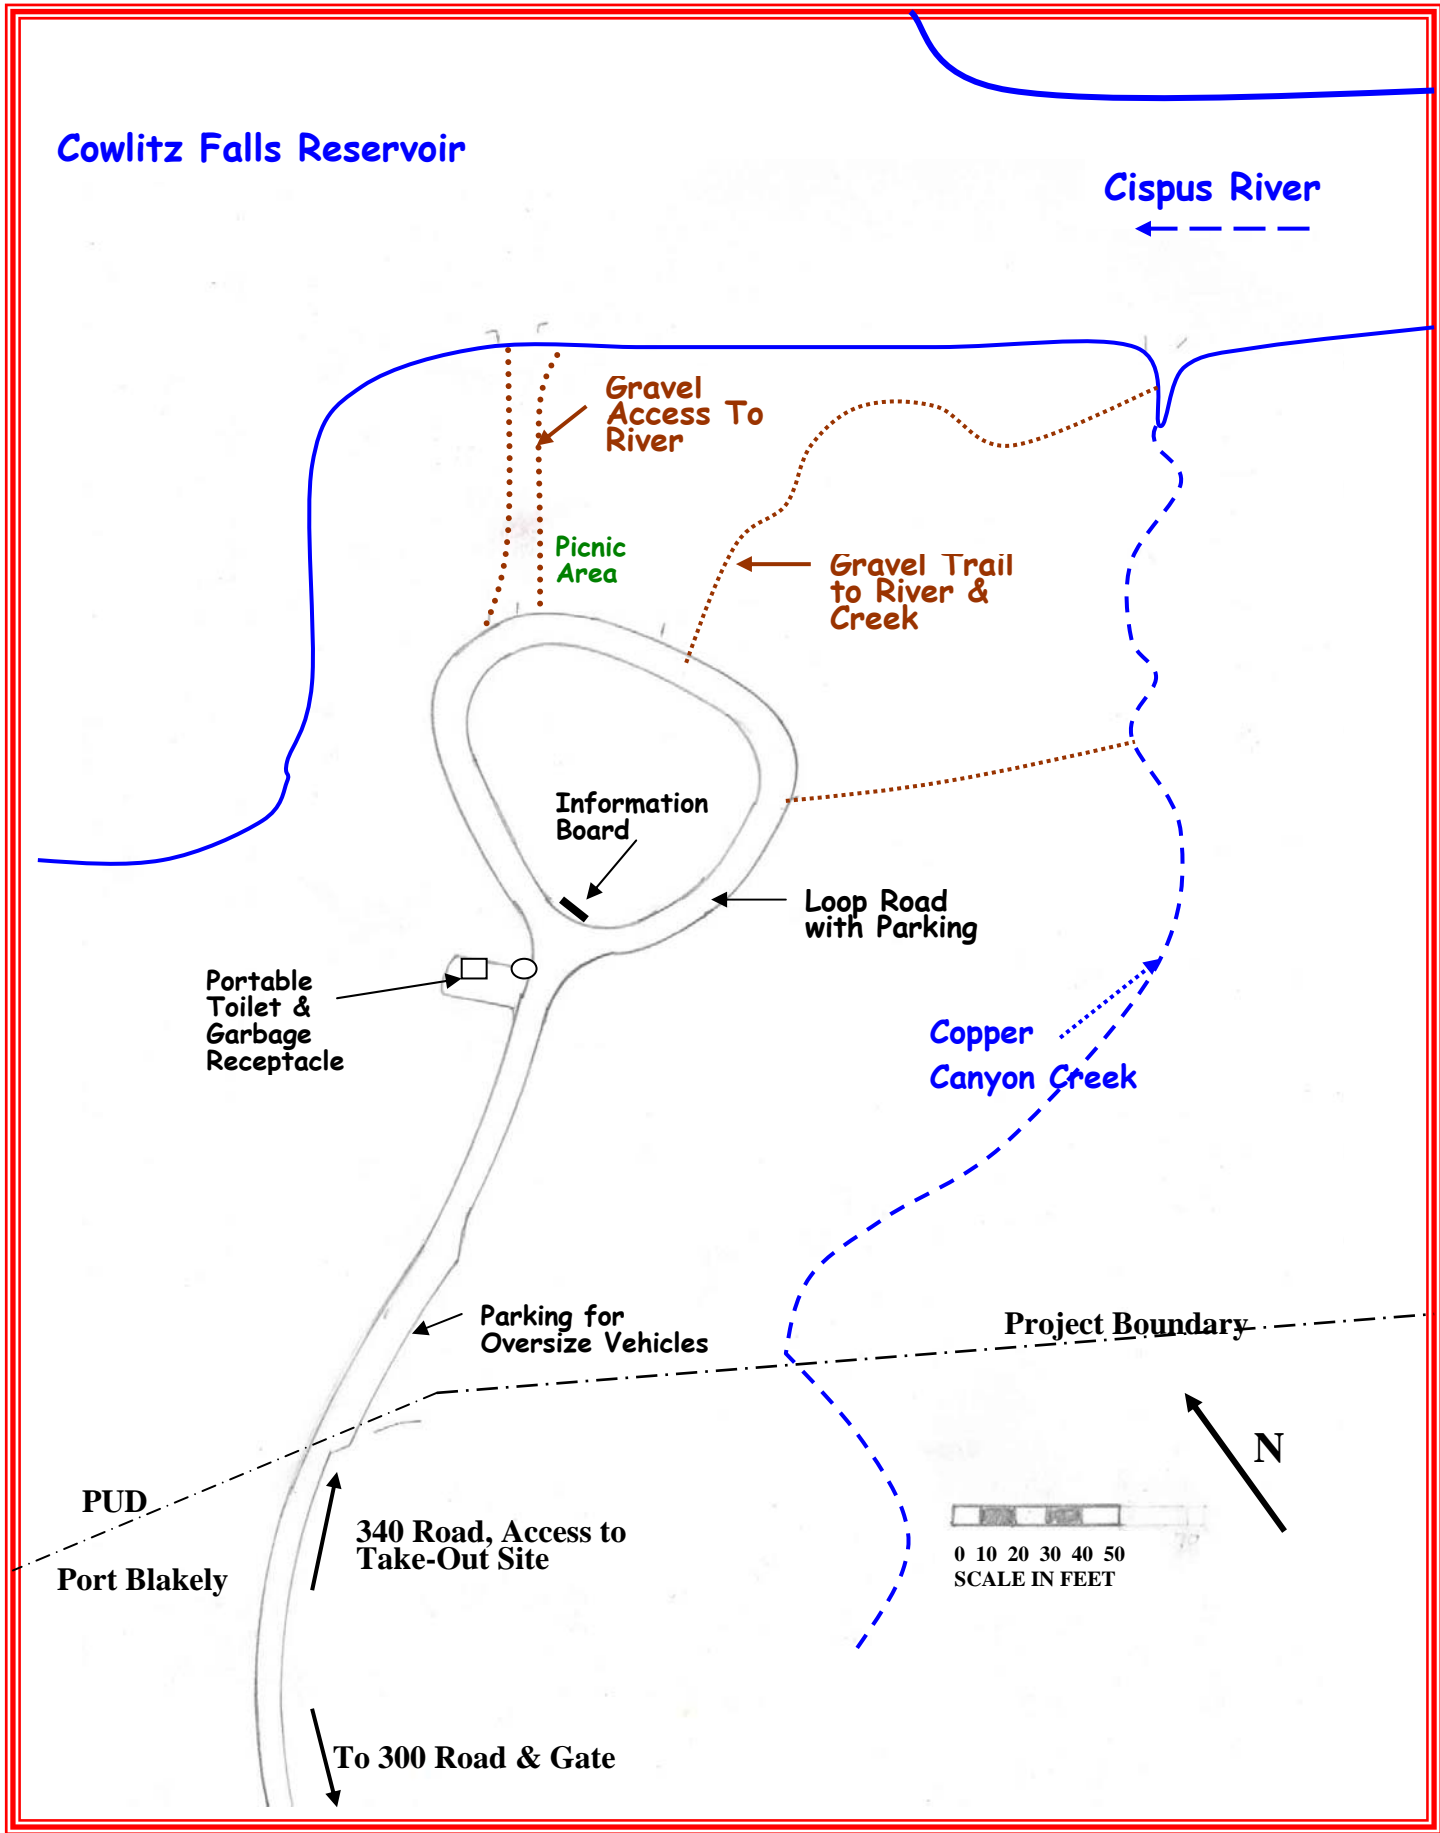 Cowlitz Falls Reservoir
Cispus River
Gravel
Access To
River
Picnic
Area
Gravel Trail
to River &
Creek
Information
Board
Loop Road
with Parking
Portable
Toilet &
Garbage
Receptacle
Copper
Canyon Creek
Parking for
Oversize Vehicles
Project Boundary
N
PUD
Port Blakely
340 Road, Access to
Take-Out Site
0 10 20 30 40 50
SCALE IN FEET
To 300 Road & Gate